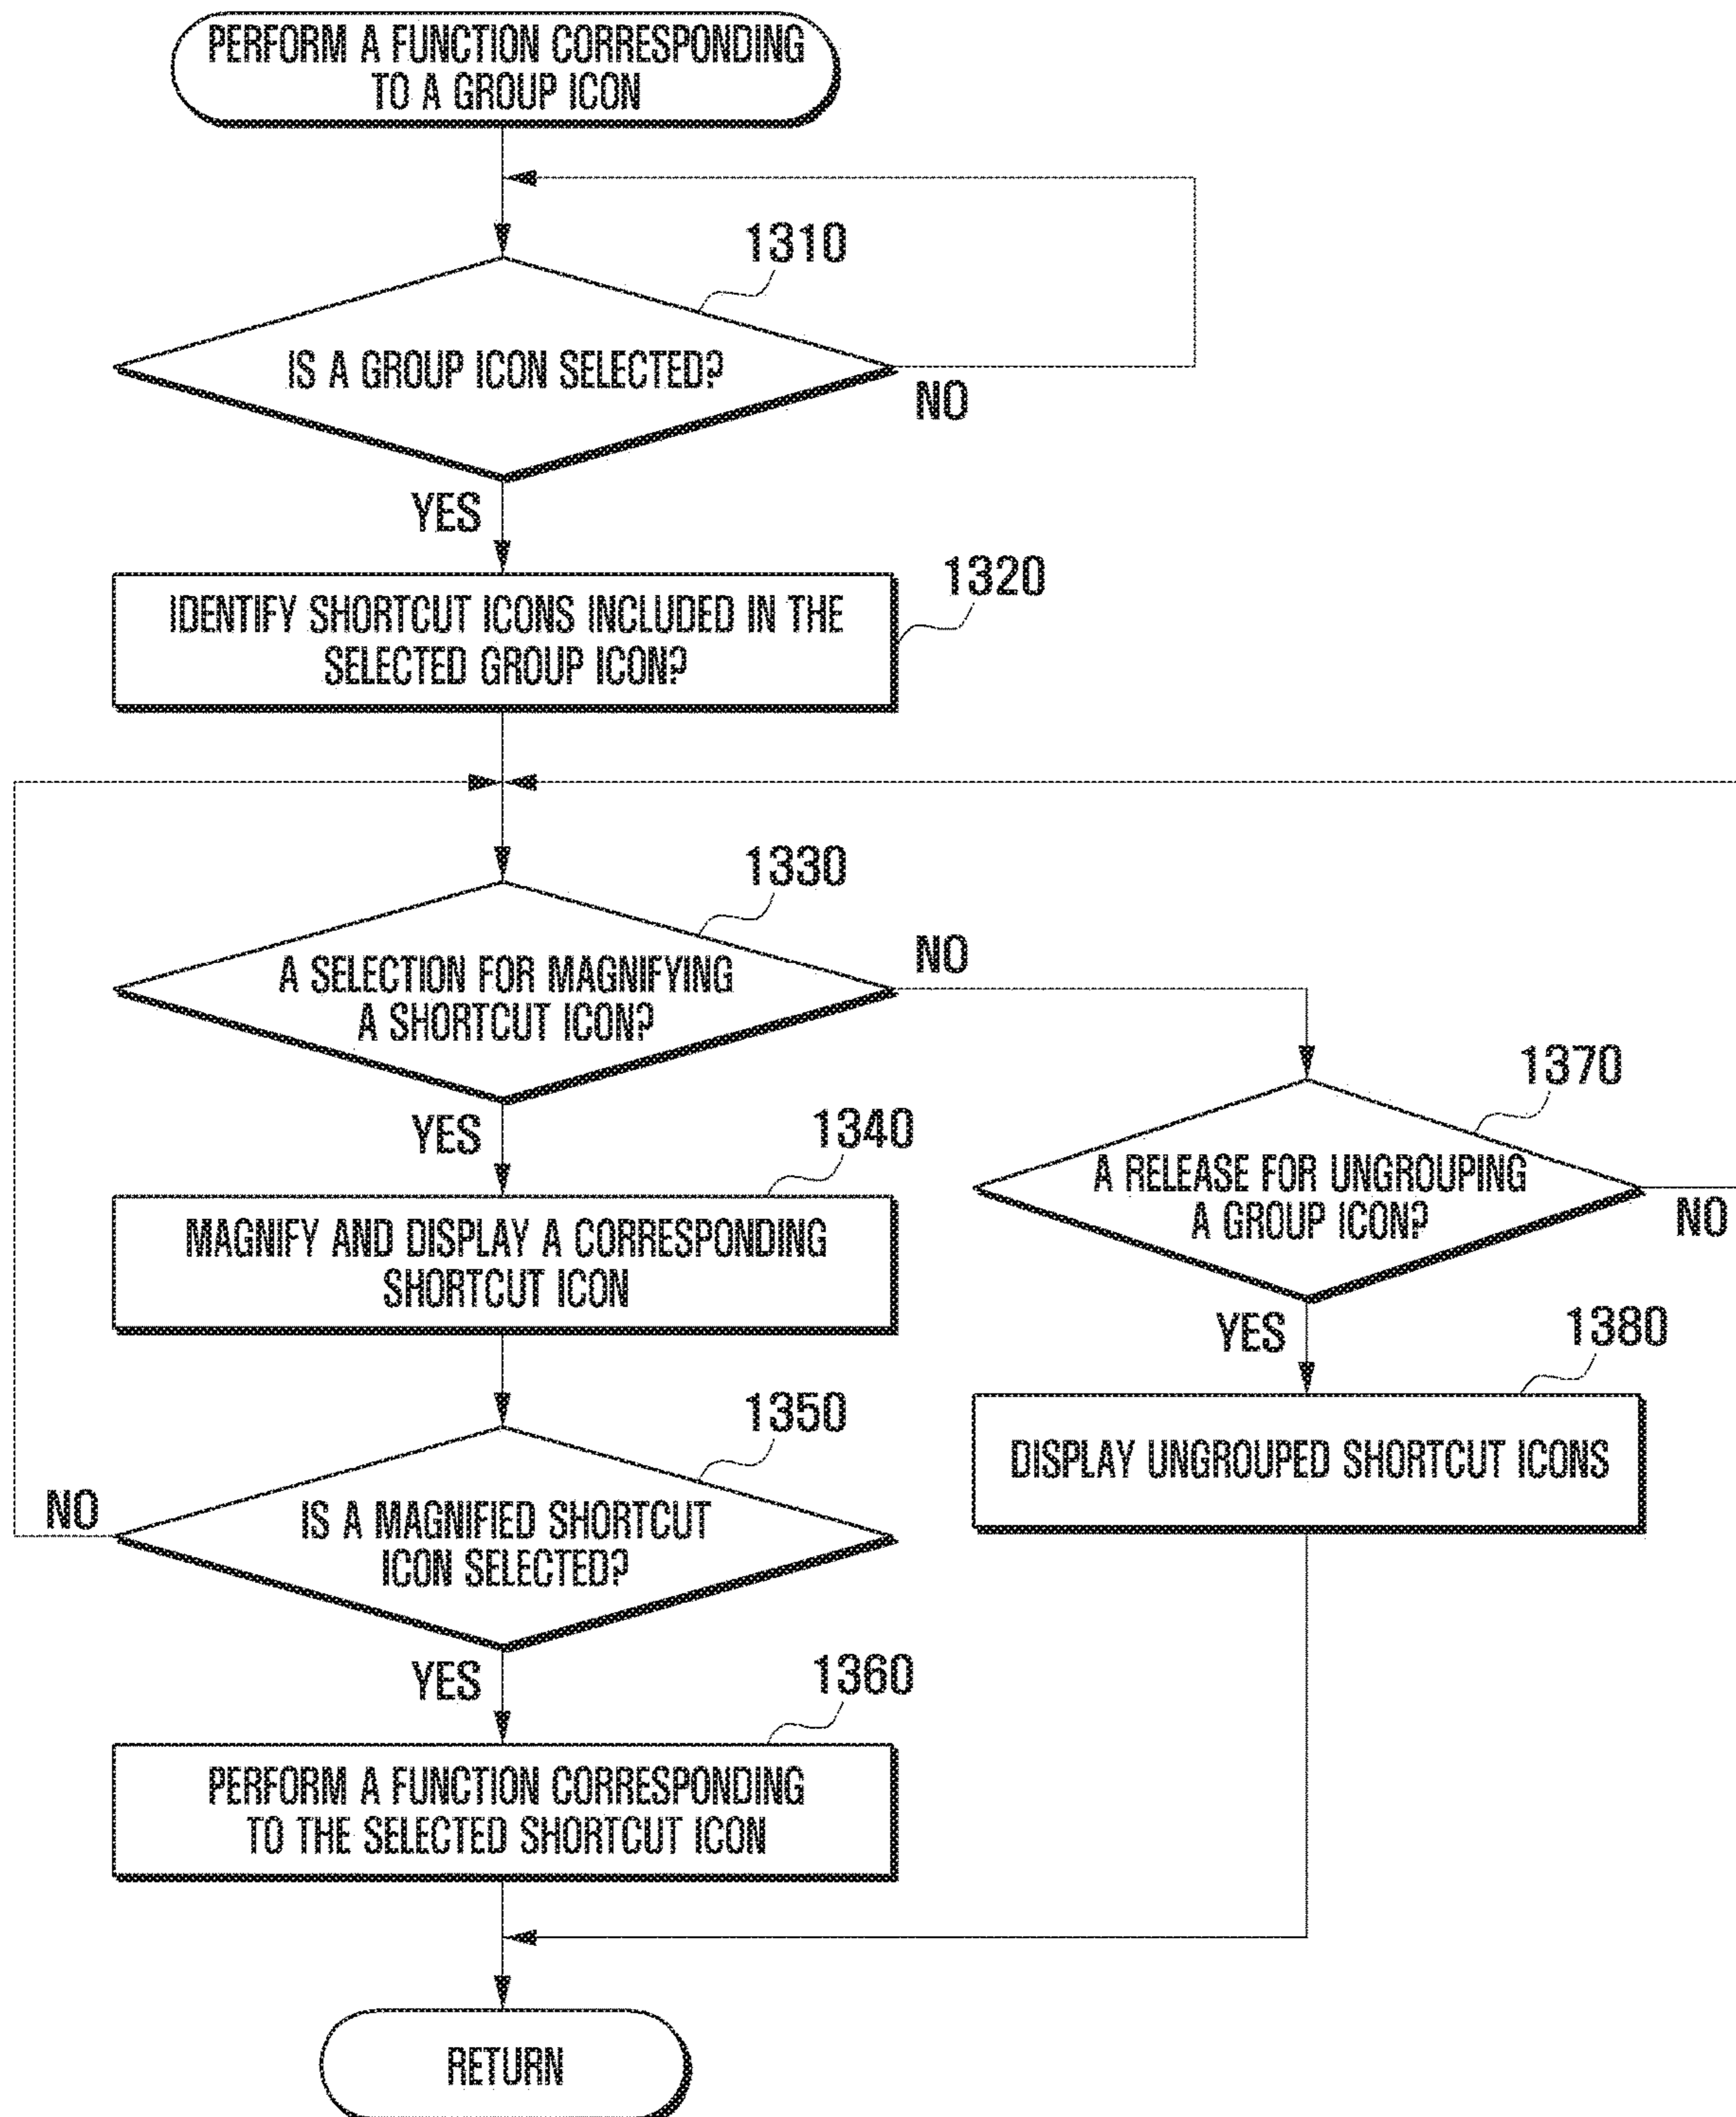 PERFORM A FUNCTION CORRESPONDING
TO A GROUP ICON
1310
IS A GROUP ICON SELECTED?
NO
YES
1320
IDENTIFY SHORTCUT ICONS INCLUDED IN THE
SELECTED GROUP ICON?
1330
A SELECTION FOR MAGNIFYING
A SHORTCUT ICON?
NO
YES
1340
MAGNIFY AND DISPLAY A CORRESPONDING
SHORTCUT ICON
1370
A RELEASE FOR UNGROUPING
A GROUP ICON?
NO
YES
1380
DISPLAY UNGROUPED SHORTCUT ICONS
1350
IS A MAGNIFIED SHORTCUT
ICON SELECTED?
NO
YES
1360
PERFORM A FUNCTION CORRESPONDING
TO THE SELECTED SHORTCUT ICON
RETURN